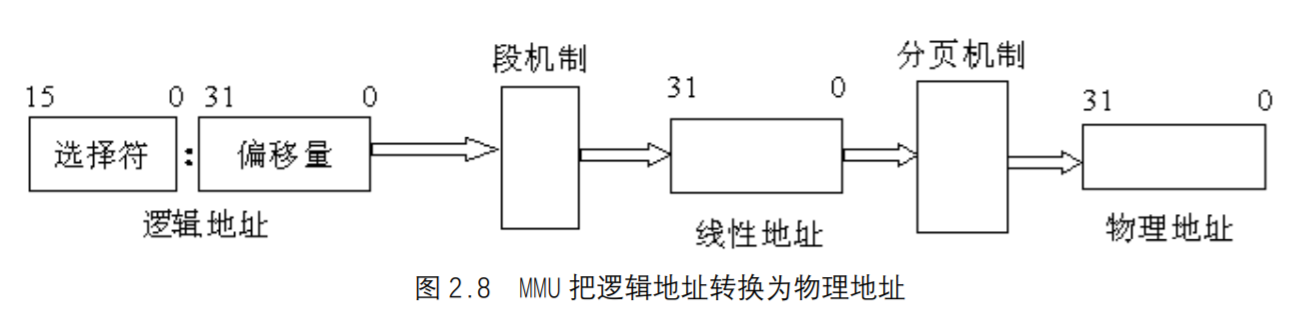 段机制
分页机制
15 0 31 0
31 0
31 0
选择符 : 偏移量
逻辑地址
线性地址
物理地址
图 2.8 MMU 把逻辑地址转换为物理地址